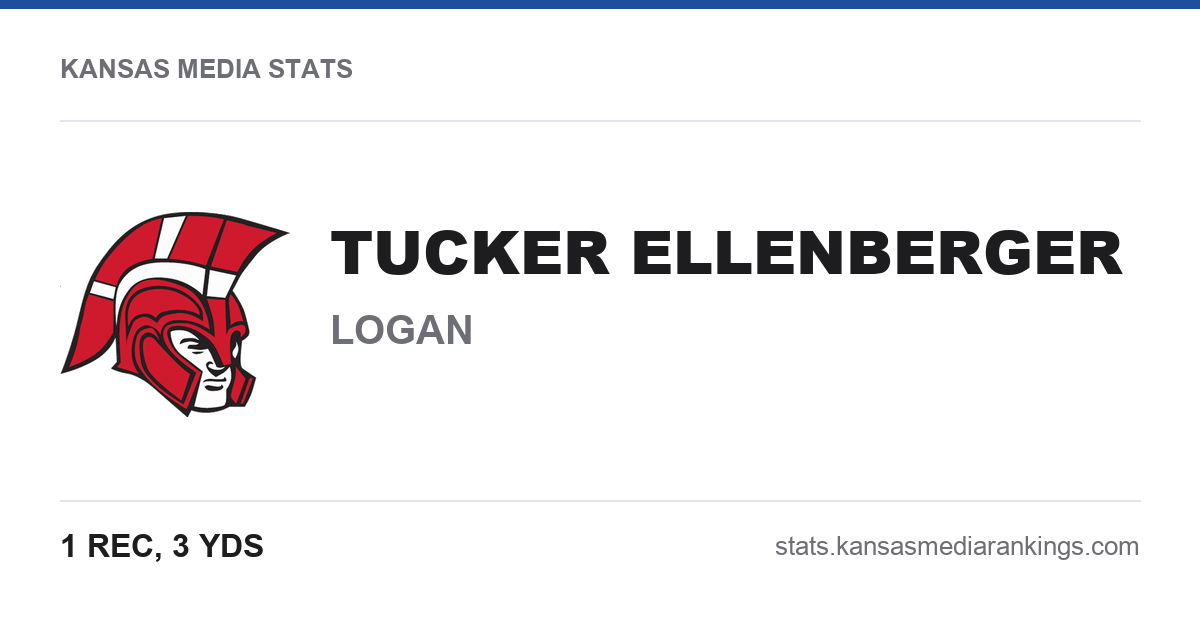 KANSAS MEDIA STATS
TUCKER ELLENBERGER
LOGAN
1 REC, 3 YDS
stats.kansasmediarankings.com